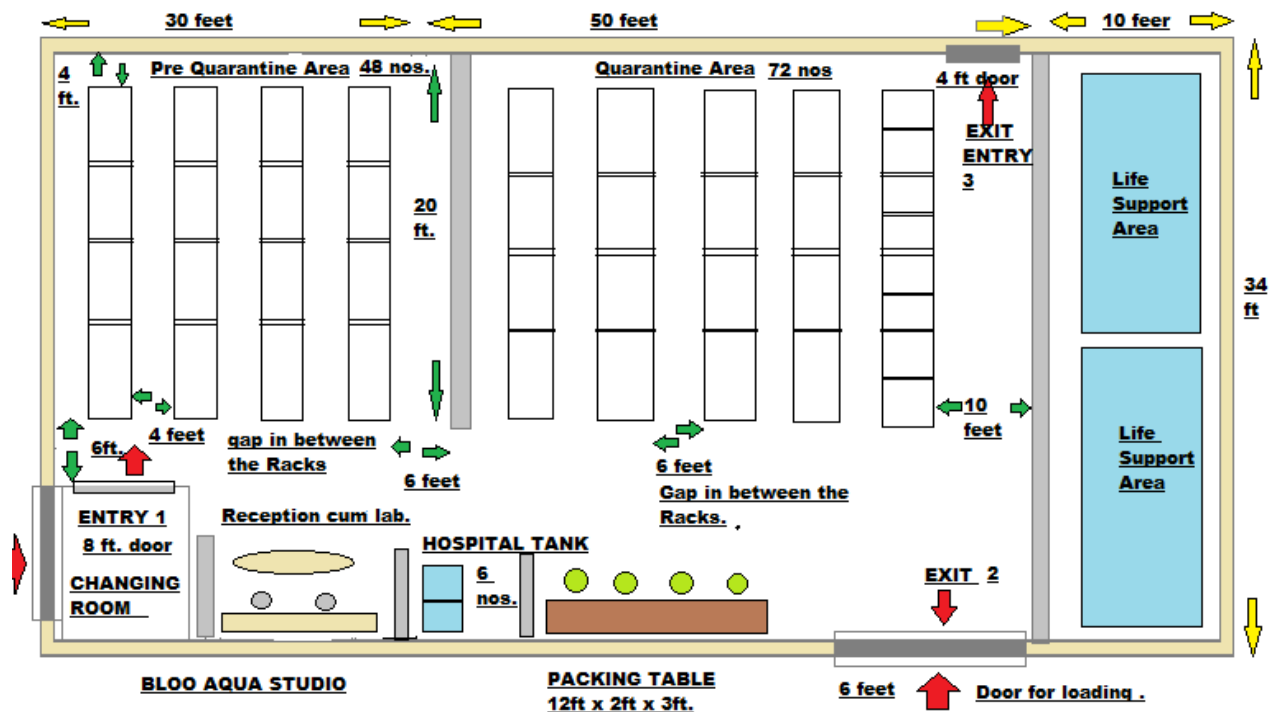 30 feet
50 feet
10 feer
4
ft.
Pre Quarantine Area 48 nos.
Quarantine Area 72 nos
4 ft door
EXIT
ENTRY
3
Life
Support
Area
20
ft.
34
ft
4 feet
6ft.
gap in between
the Racks
6 feet
10
feet
6 feet
Gap in between the
Racks.
Life
Support
Area
ENTRY 1
8 ft. door
CHANGING
ROOM
Reception cum lab.
HOSPITAL TANK
6
nos.
EXIT 2
BLOO AQUA STUDIO
PACKING TABLE
12ft x 2ft x 3ft.
6 feet
Door for loading .